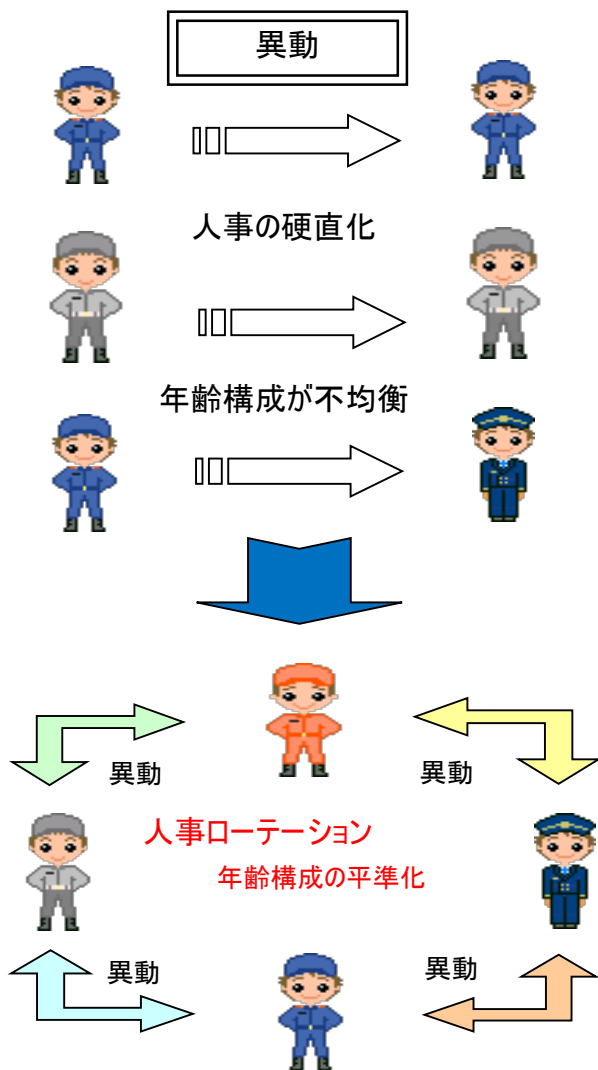 異動
人事の硬直化
年齢構成が不均衡
異動
異動
人事ローテーション
年齢構成の平準化
異動
異動